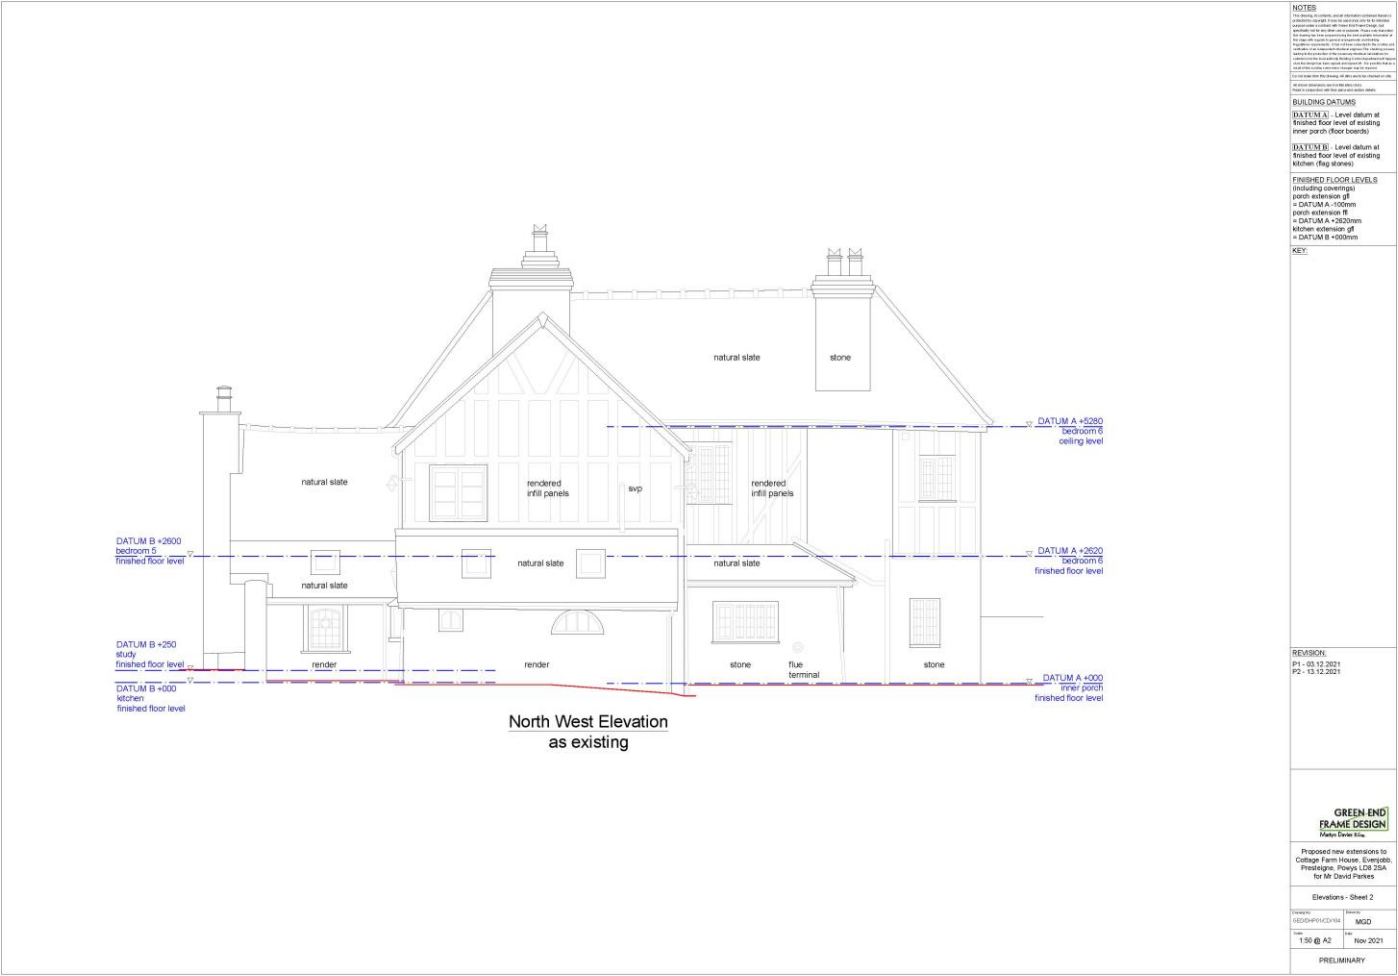 natural slate
stone
DATUM A +5280
bedroom 6
ceiling level
natural slate
rendered
infill panels
svp
rendered
infill panels
DATUM B +2600
bedroom 5
finished floor level
natural slate
natural slate
natural slate
DATUM A +2620
bedroom 6
finished floor level
DATUM B +250
study
finished floor level
render
render
stone
flue
terminal
stone
DATUM B +000
kitchen
finished floor level
DATUM A +000
inner porch
finished floor level
North West Elevation
as existing
NOTES
BUILDING DATUMS
DATUM A - Level datum at
finished floor level of existing
inner porch (floor boards)
DATUM B - Level datum at
finished floor level of existing
kitchen (flag stones)
FINISHED FLOOR LEVELS
(including coverings)
porch extension gfl
= DATUM A -100mm
porch extension ffl
= DATUM A +2620mm
kitchen extension gfl
= DATUM B +000mm
KEY:
REVISION:
P1 - 03.12.2021
P2 - 13.12.2021
GREEN END
FRAME DESIGN
Martyn Davies
Proposed new extensions to
Cottage Farm House, Evenjobb,
Presteigne, Powys LD8 2SA
for Mr David Parkes
Elevations - Sheet 2
MGD
1:50 @ A2
Nov 2021
PRELIMINARY